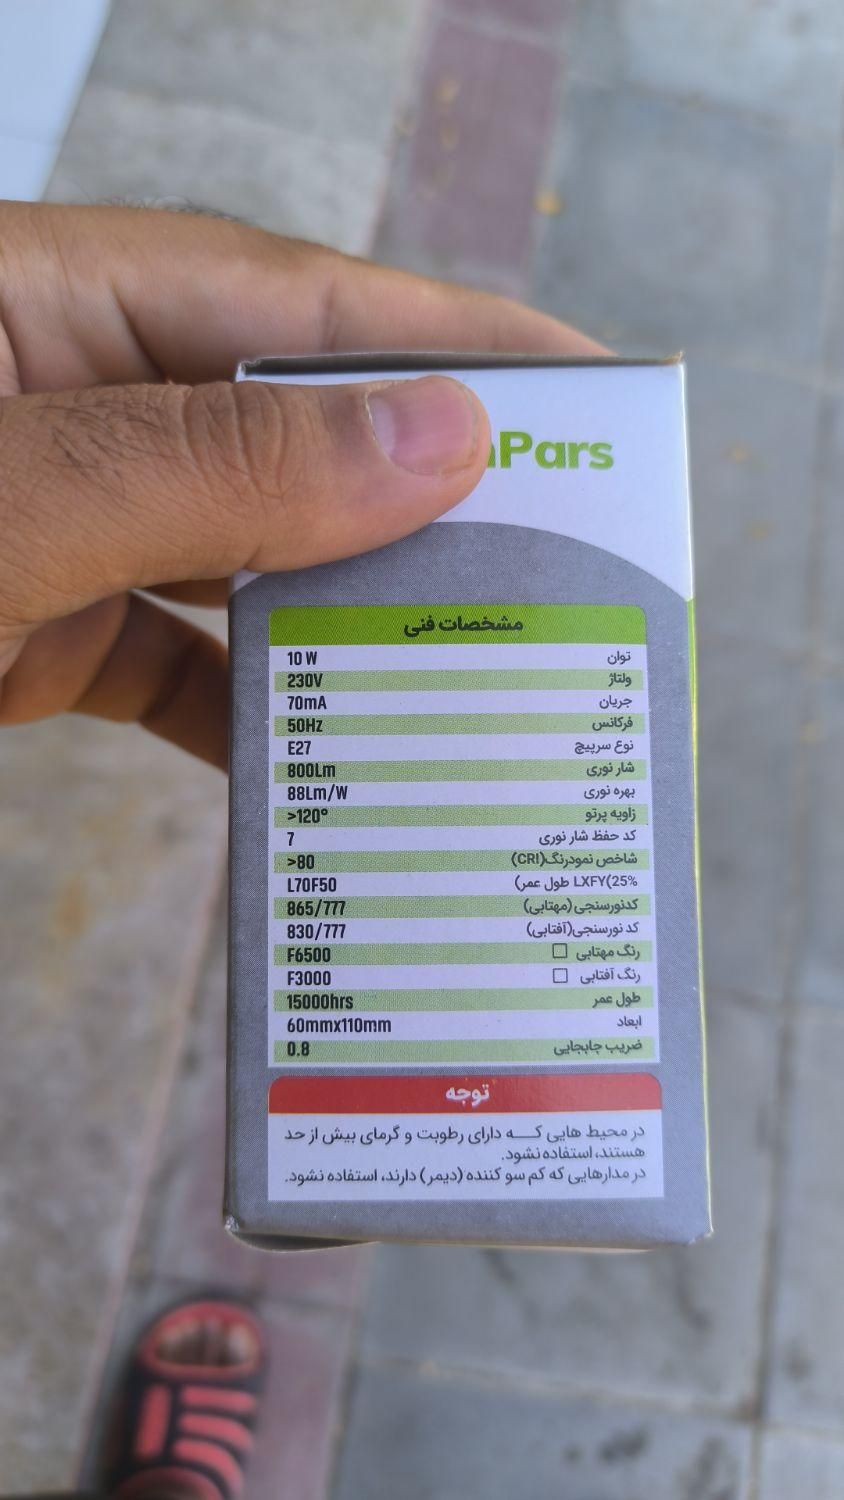 Pars
مشخصات فنی
توان 10 W
ولتاژ 230V
جریان 70mA
فرکانس 50Hz
نوع سرپیچ E27
شار نوری 800Lm
بهره نوری 88Lm/W
زاویه پرتو >120°
کد حفظ شار نوری 7
شاخص نمودرنگ(CRI) >80
LXFY(25% طول عمر) L70F50
کدنورسنجی (مهتابی) 865/777
کد نورسنجی(آفتابی) 830/777
رنگ مهتابی □ F6500
رنگ آفتابی □ F3000
طول عمر 15000hrs
ابعاد 60mmx110mm
ضریب جابجایی 0.8
توجه
در محیط هایی کـــه دارای رطوبت و گرمای بیش از حد
هستند، استفاده نشود.
در مدارهایی که کم سو کننده (دیمر) دارند، استفاده نشود.